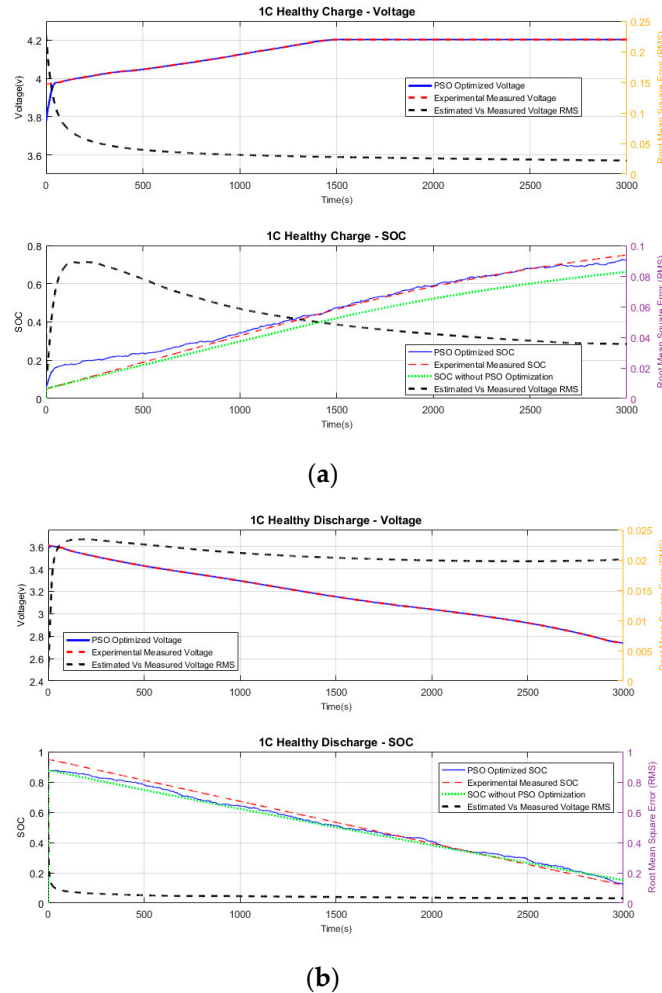 1C Healthy Charge - Voltage
4.2
4
3.8
3.6
0.25
0.2
0.15
0.1
0.05
0
Voltage(v)
Root Mean Square Error (RMS)
PSO Optimized Voltage
Experimental Measured Voltage
Estimated Vs Measured Voltage RMS
0 500 1000 1500 2000 2500 3000
Time(s)
1C Healthy Charge - SOC
0.8
0.6
0.4
0.2
0
0.1
0.08
0.06
0.04
0.02
0
SOC
Root Mean Square Error (RMS)
PSO Optimized SOC
Experimental Measured SOC
SOC without PSO Optimization
Estimated Vs Measured Voltage RMS
0 500 1000 1500 2000 2500 3000
Time(s)
(a)
1C Healthy Discharge - Voltage
3.6
3.4
3.2
3
2.8
2.6
2.4
0.025
0.02
0.015
0.01
0.005
0
Voltage(v)
Root Mean Square Error (RMS)
PSO Optimized Voltage
Experimental Measured Voltage
Estimated Vs Measured Voltage RMS
0 500 1000 1500 2000 2500 3000
Time(s)
1C Healthy Discharge - SOC
1
0.8
0.6
0.4
0.2
0
1
0.8
0.6
0.4
0.2
0
SOC
Root Mean Square Error (RMS)
PSO Optimized SOC
Experimental Measured SOC
SOC without PSO Optimization
Estimated Vs Measured Voltage RMS
0 500 1000 1500 2000 2500 3000
Time(s)
(b)